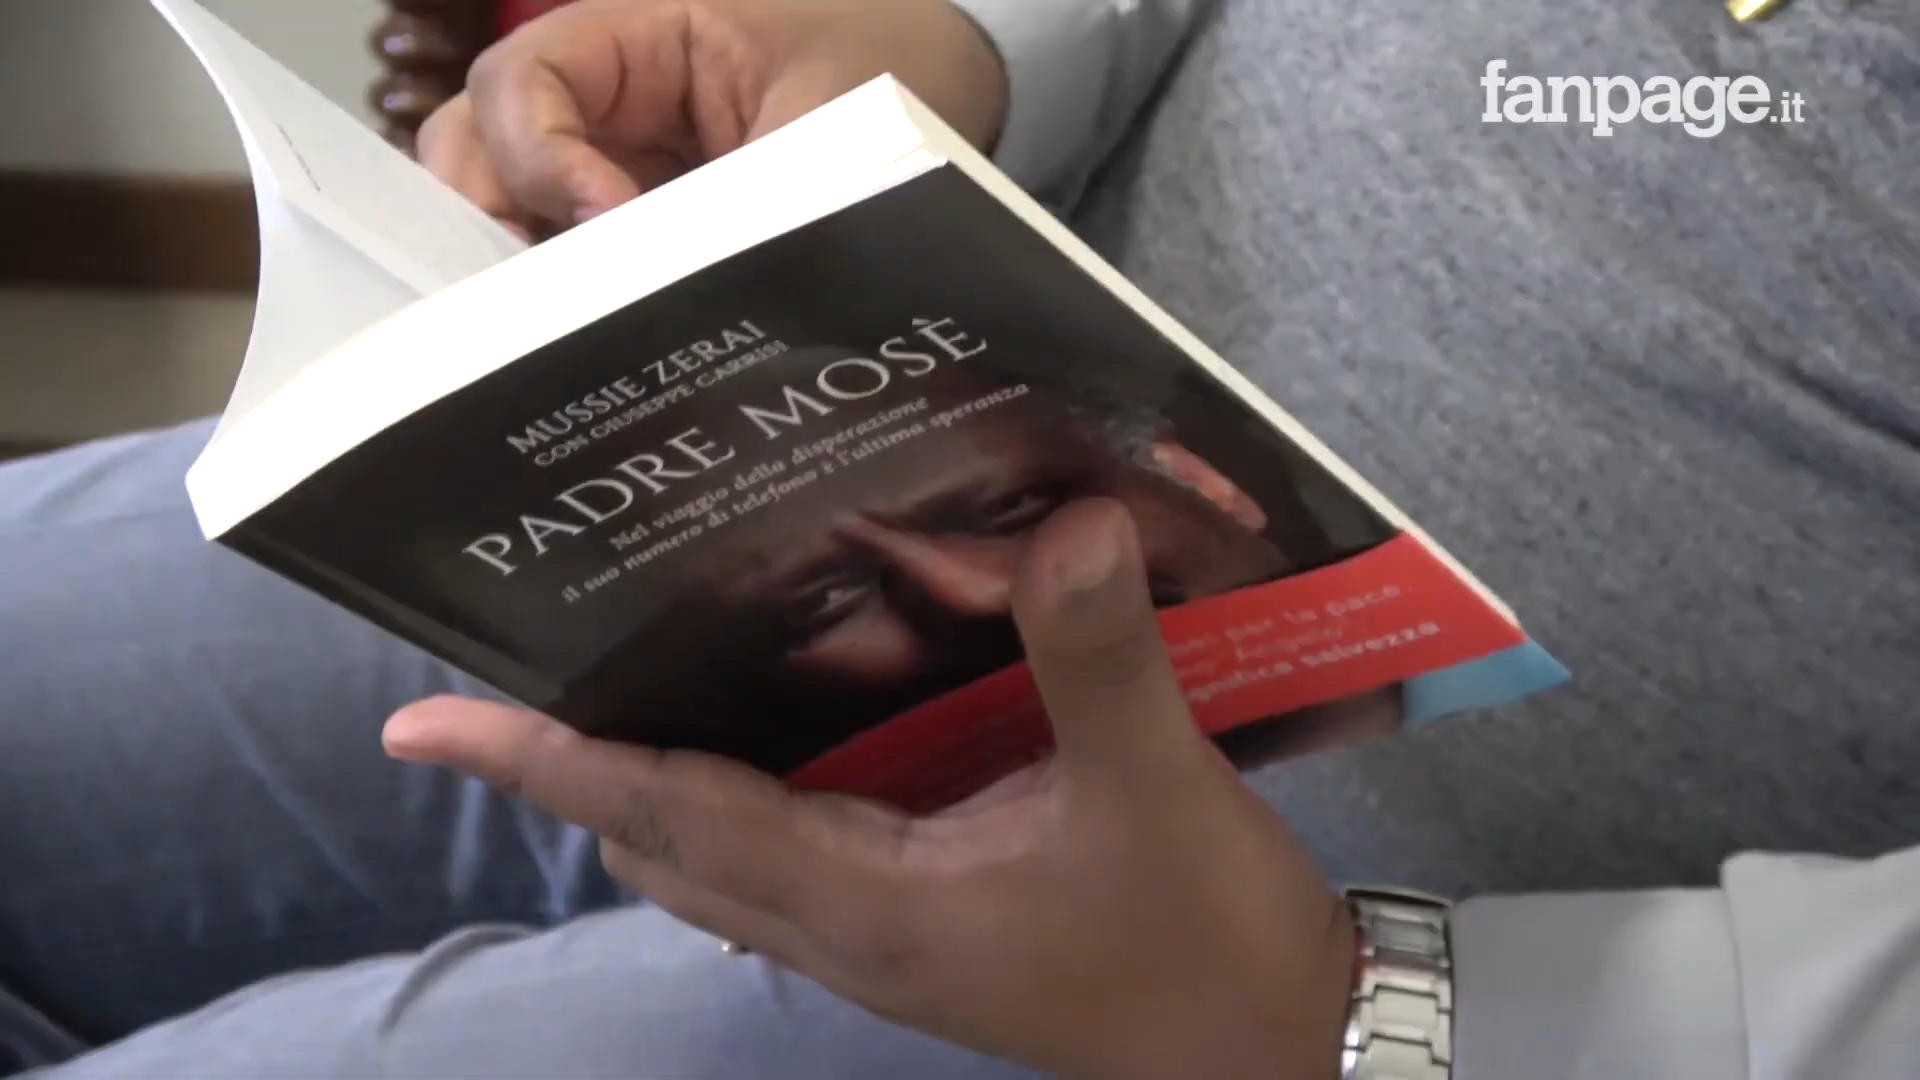 fanpage.it
MUSSIE ZERAI
CON GIUSEPPE CARRISI
PADRE MOSÈ
Nel viaggio della disperazione
il suo numero di telefono è l'ultima speranza
per la pace.
Angelo
salvezza